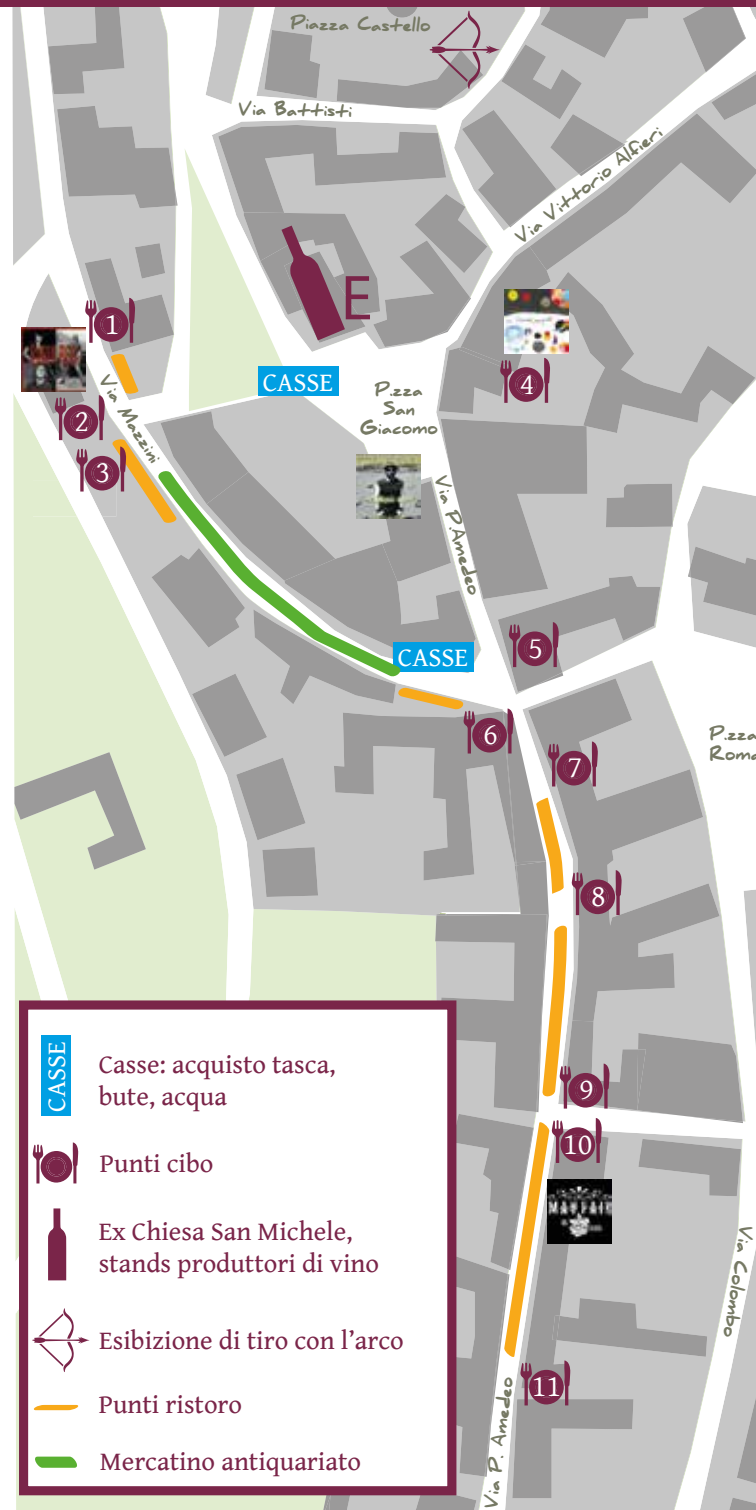 Piazza Castello
Via Battisti
Via Vittorio Alfieri
E
1
CASSE
P.zza
San
Giacomo
4
2
Via Mazzini
3
Via P.Amedeo
CASSE
5
6
7
P.zza
Roma
8
9
10
MAYFAIR
Via Colombo
11
Via P. Amedeo
CASSE
Casse: acquisto tasca,
bute, acqua
Punti cibo
Ex Chiesa San Michele,
stands produttori di vino
Esibizione di tiro con l'arco
Punti ristoro
Mercatino antiquariato